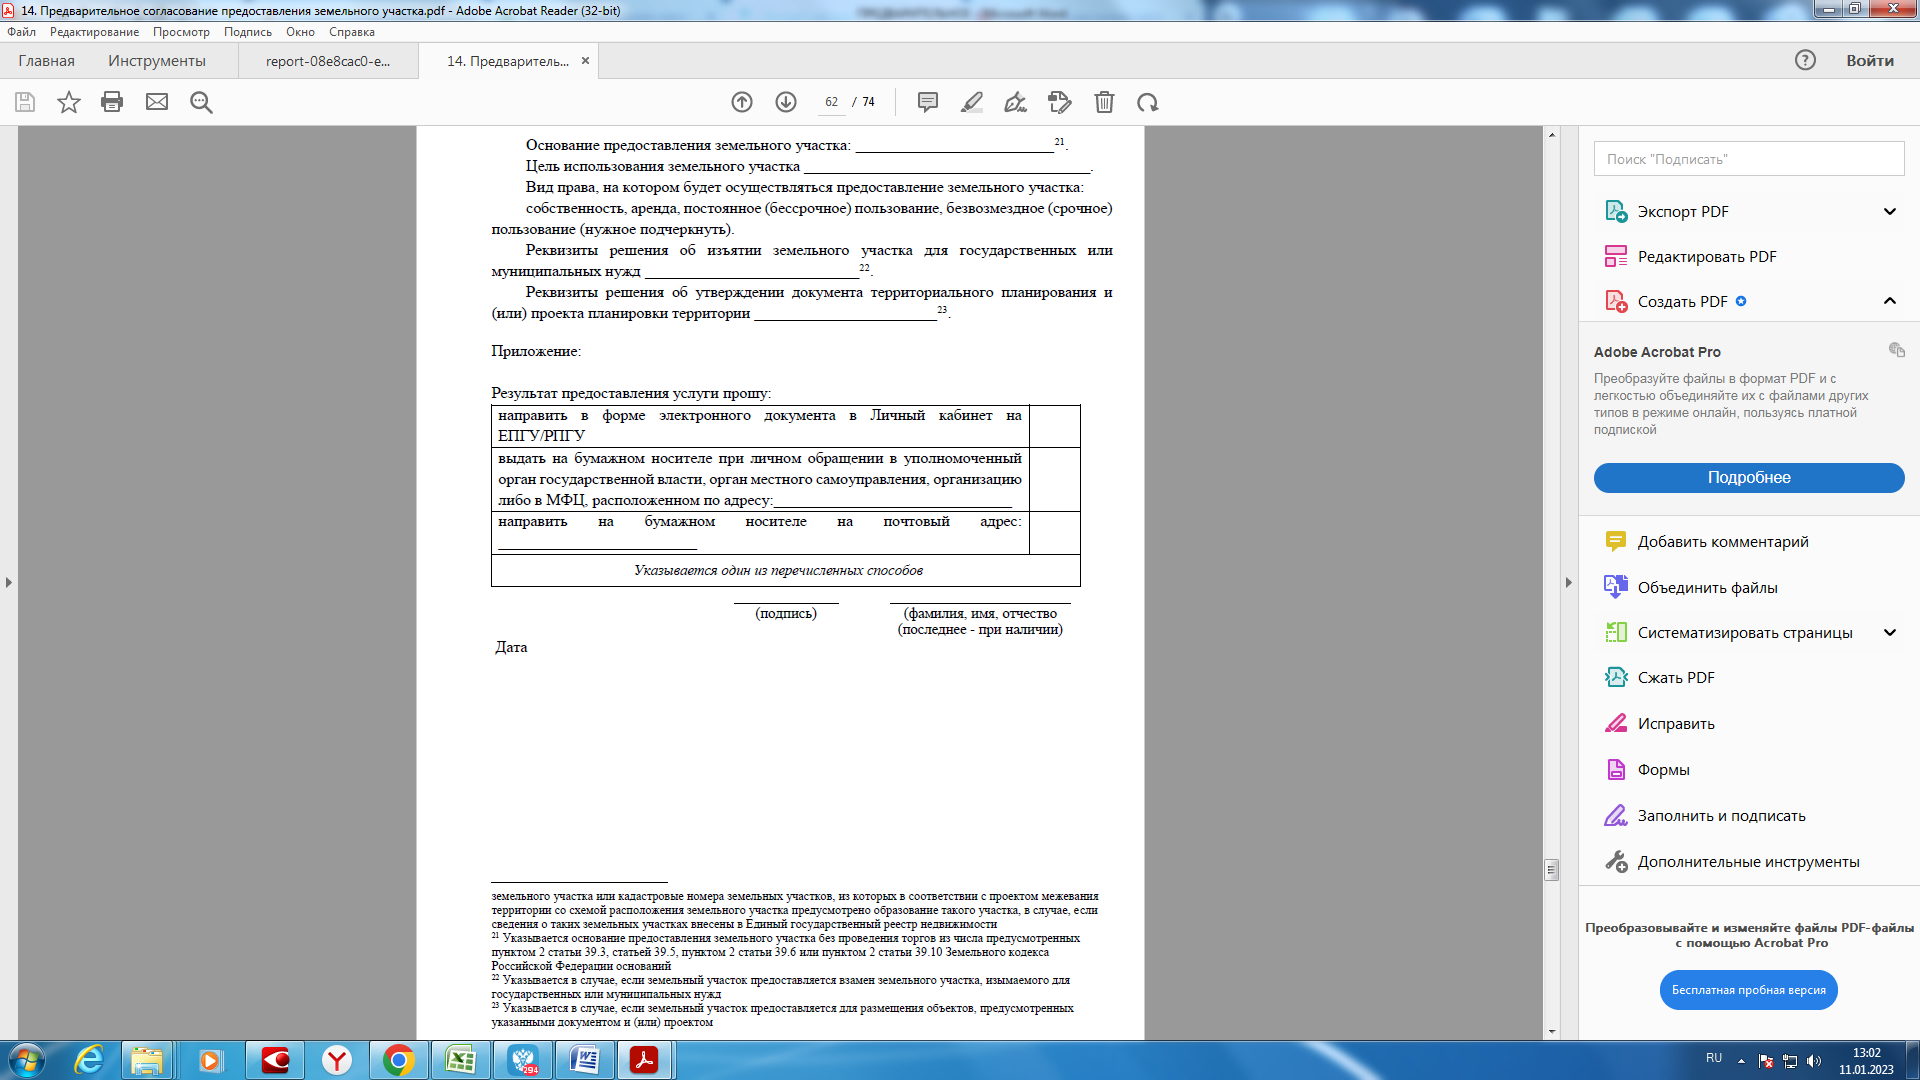 14. Предварительное согласование предоставления земельного участка.pdf - Adobe Acrobat Reader (32-bit)
Файл Редактирование Просмотр Подпись Окно Справка
Главная Инструменты report-08e8cac0-e... 14. Предваритель... × Войти
62 / 74
Основание предоставления земельного участка: __________________________21.
Цель использования земельного участка ______________________________________.
Вид права, на котором будет осуществляться предоставление земельного участка:
собственность, аренда, постоянное (бессрочное) пользование, безвозмездное (срочное)
пользование (нужное подчеркнуть).
Реквизиты решения об изъятии земельного участка для государственных или
муниципальных нужд ____________________________22.
Реквизиты решения об утверждении документа территориального планирования и
(или) проекта планировки территории ________________________23.
Приложение:
Результат предоставления услуги прошу:
направить в форме электронного документа в Личный кабинет на
ЕПГУ/РПГУ
выдать на бумажном носителе при личном обращении в уполномоченный
орган государственной власти, орган местного самоуправления, организацию
либо в МФЦ, расположенном по адресу:_______________________________
направить на бумажном носителе на почтовый адрес:
__________________________
Указывается один из перечисленных способов
(подпись) (фамилия, имя, отчество
(последнее - при наличии)
Дата
земельного участка или кадастровые номера земельных участков, из которых в соответствии с проектом межевания
территории со схемой расположения земельного участка предусмотрено образование такого участка, в случае, если
сведения о таких земельных участках внесены в Единый государственный реестр недвижимости
21 Указывается основание предоставления земельного участка без проведения торгов из числа предусмотренных
пунктом 2 статьи 39.3, статьей 39.5, пунктом 2 статьи 39.6 или пунктом 2 статьи 39.10 Земельного кодекса
Российской Федерации оснований
22 Указывается в случае, если земельный участок предоставляется взамен земельного участка, изымаемого для
государственных или муниципальных нужд
23 Указывается в случае, если земельный участок предоставляется для размещения объектов, предусмотренных
указанными документом и (или) проектом
Поиск "Подписать"
Экспорт PDF
Редактировать PDF
Создать PDF
Adobe Acrobat Pro
Преобразуйте файлы в формат PDF и с
легкостью объединяйте их с файлами других
типов в режиме онлайн, пользуясь платной
подпиской
Подробнее
Добавить комментарий
Объединить файлы
Систематизировать страницы
Сжать PDF
Исправить
Формы
Заполнить и подписать
Дополнительные инструменты
Преобразовывайте и изменяйте файлы PDF-файлы
с помощью Acrobat Pro
Бесплатная пробная версия
294
RU
13:02
11.01.2023